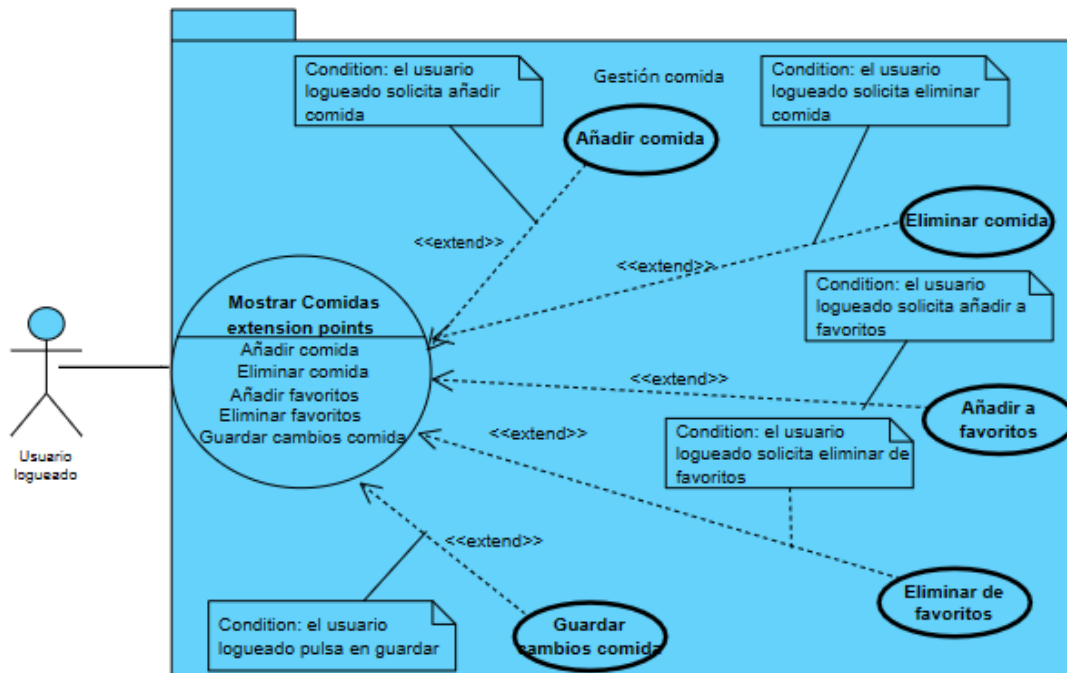 Condition: el usuario
logueado solicita añadir
comida
Gestión comida
Condition: el usuario
logueado solicita eliminar
comida
Añadir comida
Eliminar comida
<<extend>>
<<extend>>
Condition: el usuario
logueado solicita añadir a
favoritos
Mostrar Comidas
extension points
Añadir comida
Eliminar comida
Añadir favoritos
Eliminar favoritos
Guardar cambios comida
<<extend>>
Añadir a
favoritos
<<extend>>
Condition: el usuario
logueado solicita eliminar de
favoritos
Usuario
logueado
<<extend>>
Eliminar de
favoritos
Condition: el usuario
logueado pulsa en guardar
Guardar
cambios comida